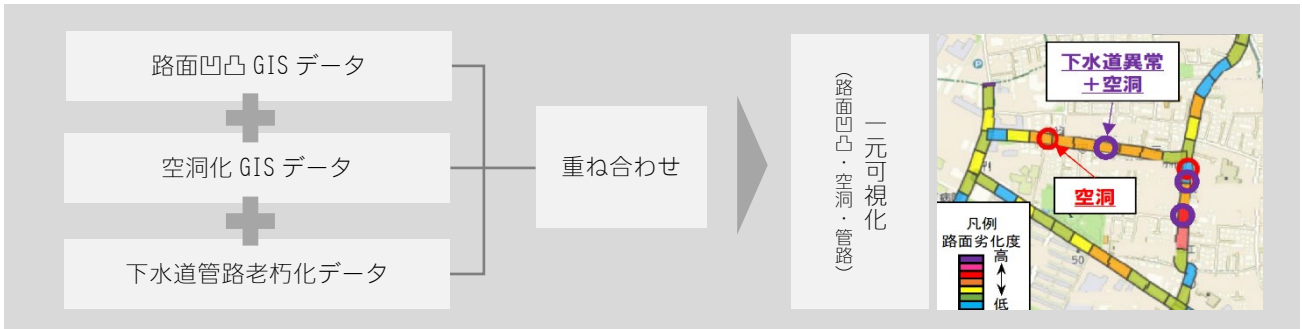 路面凹凸 GIS データ
空洞化 GIS データ
下水道管路老朽化データ
重ね合わせ
一元可視化
（路面凹凸・空洞・管路）
下水道異常
＋空洞
空洞
凡例
路面劣化度
高
低
50